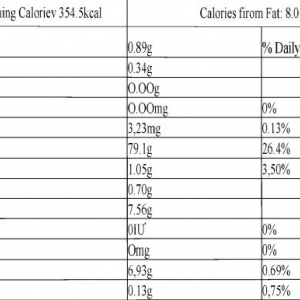 ning Caloriev 354.5kcal Calories firom Fat: 8.0
0.89g % Daily
0.34g
O.OOg
O.OOmg 0%
3,23mg 0.13%
79.1g 26.4%
1.05g 3,50%
0.70g
7.56g
0IU 0%
Omg 0%
6,93g 0.69%
0.13g 0,75%